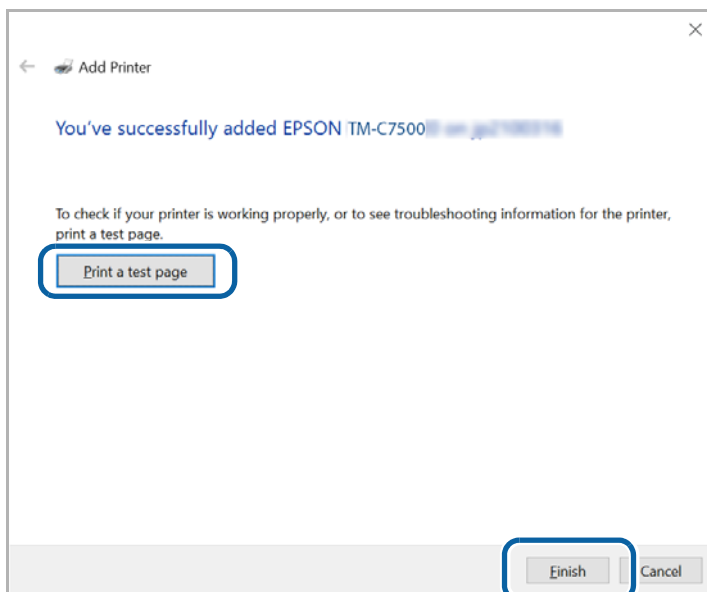 Add Printer
You've successfully added EPSON TM-C7500
To check if your printer is working properly, or to see troubleshooting information for the printer,
print a test page.
Print a test page
Finish
Cancel